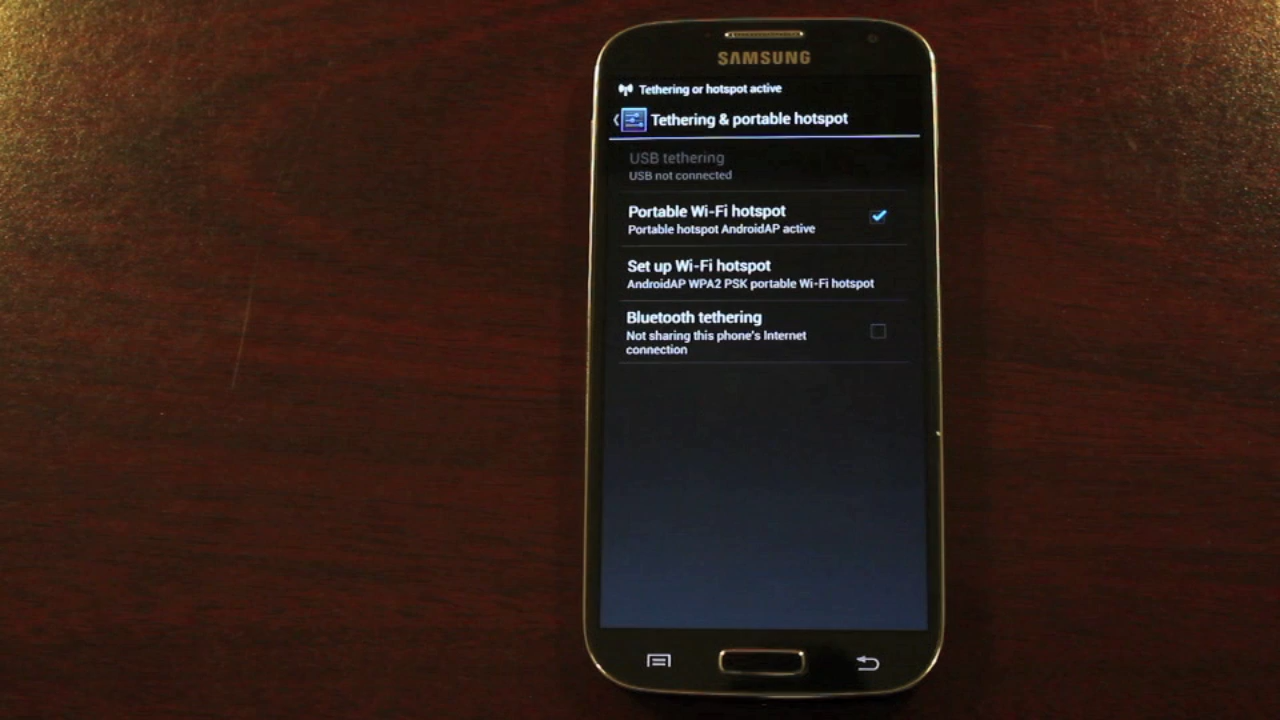 SAMSUNG
Tethering or hotspot active
Tethering & portable hotspot
USB tethering
USB not connected
Portable Wi-Fi hotspot
Portable hotspot AndroidAP active
Set up Wi-Fi hotspot
AndroidAP WPA2 PSK portable Wi-Fi hotspot
Bluetooth tethering
Not sharing this phone's Internet
connection